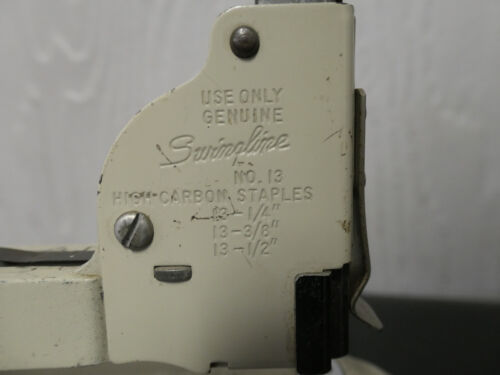 USE ONLY
GENUINE
Swingline
NO. 13
HIGH-CARBON STAPLES
13-1/4"
13-3/8"
13-1/2"